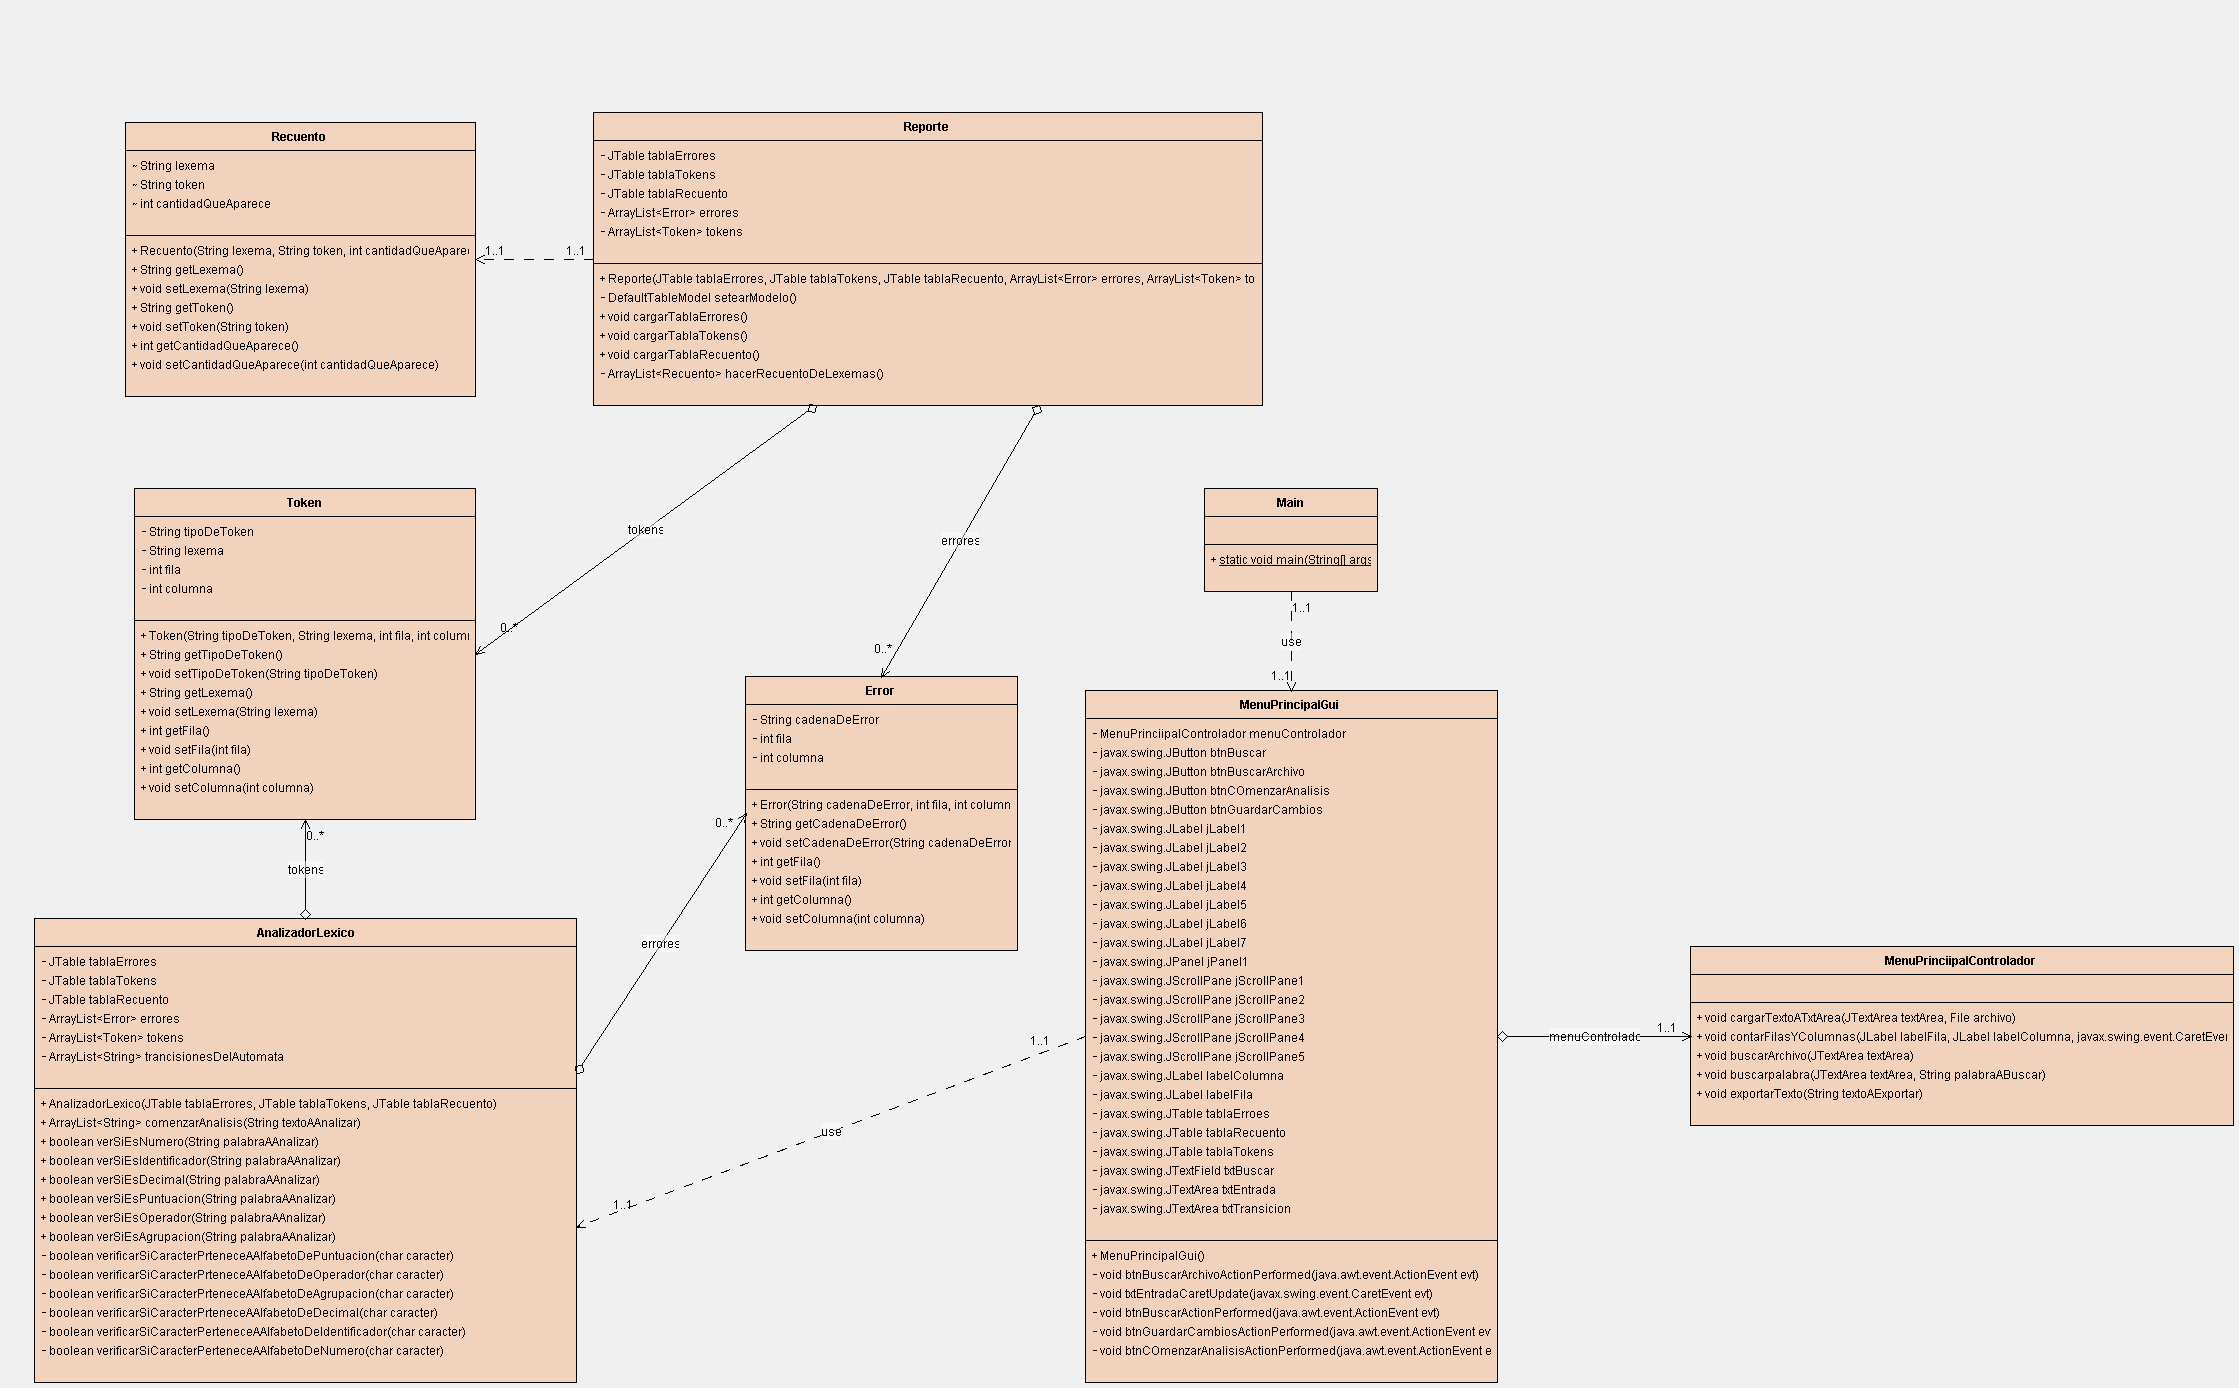 Recuento
~ String lexema
~ String token
~ int cantidadQueAparece
+ Recuento(String lexema, String token, int cantidadQueAparec
+ String getLexema()
+ void setLexema(String lexema)
+ String getToken()
+ void setToken(String token)
+ int getCantidadQueAparece()
+ void setCantidadQueAparece(int cantidadQueAparece)
1..1
1..1
Reporte
- JTable tablaErrores
- JTable tablaTokens
- JTable tablaRecuento
- ArrayList<Error> errores
- ArrayList<Token> tokens
+ Reporte(JTable tablaErrores, JTable tablaTokens, JTable tablaRecuento, ArrayList<Error> errores, ArrayList<Token> to
- DefaultTableModel setearModelo()
+ void cargarTablaErrores()
+ void cargarTablaTokens()
+ void cargarTablaRecuento()
- ArrayList<Recuento> hacerRecuentoDeLexemas()
tokens
0..*
errores
0..*
Token
- String tipoDeToken
- String lexema
- int fila
- int columna
+ Token(String tipoDeToken, String lexema, int fila, int column
+ String getTipoDeToken()
+ void setTipoDeToken(String tipoDeToken)
+ String getLexema()
+ void setLexema(String lexema)
+ int getFila()
+ void setFila(int fila)
+ int getColumna()
+ void setColumna(int columna)
Main
+ static void main(String[] args
1..1
use
1..1
Error
- String cadenaDeError
- int fila
- int columna
+ Error(String cadenaDeError, int fila, int column
+ String getCadenaDeError()
+ void setCadenaDeError(String cadenaDeError
+ int getFila()
+ void setFila(int fila)
+ int getColumna()
+ void setColumna(int columna)
0..*
tokens
0..*
errores
MenuPrincipalGui
- MenuPrinciipalControlador menuControlador
- javax.swing.JButton btnBuscar
- javax.swing.JButton btnBuscarArchivo
- javax.swing.JButton btnCOmenzarAnalisis
- javax.swing.JButton btnGuardarCambios
- javax.swing.JLabel jLabel1
- javax.swing.JLabel jLabel2
- javax.swing.JLabel jLabel3
- javax.swing.JLabel jLabel4
- javax.swing.JLabel jLabel5
- javax.swing.JLabel jLabel6
- javax.swing.JLabel jLabel7
- javax.swing.JPanel jPanel1
- javax.swing.JScrollPane jScrollPane1
- javax.swing.JScrollPane jScrollPane2
- javax.swing.JScrollPane jScrollPane3
- javax.swing.JScrollPane jScrollPane4
- javax.swing.JScrollPane jScrollPane5
- javax.swing.JLabel labelColumna
- javax.swing.JLabel labelFila
- javax.swing.JTable tablaErroes
- javax.swing.JTable tablaRecuento
- javax.swing.JTable tablaTokens
- javax.swing.JTextField txtBuscar
- javax.swing.JTextArea txtEntrada
- javax.swing.JTextArea txtTransicion
+ MenuPrincipalGui()
- void btnBuscarArchivoActionPerformed(java.awt.event.ActionEvent evt)
- void txtEntradaCaretUpdate(javax.swing.event.CaretEvent evt)
- void btnBuscarActionPerformed(java.awt.event.ActionEvent evt)
- void btnGuardarCambiosActionPerformed(java.awt.event.ActionEvent ev
- void btnCOmenzarAnalisisActionPerformed(java.awt.event.ActionEvent e
AnalizadorLexico
- JTable tablaErrores
- JTable tablaTokens
- JTable tablaRecuento
- ArrayList<Error> errores
- ArrayList<Token> tokens
- ArrayList<String> trancisionesDelAutomata
+ AnalizadorLexico(JTable tablaErrores, JTable tablaTokens, JTable tablaRecuento)
+ ArrayList<String> comenzarAnalisis(String textoAAnalizar)
+ boolean verSiEsNumero(String palabraAAnalizar)
+ boolean verSiEsIdentificador(String palabraAAnalizar)
+ boolean verSiEsDecimal(String palabraAAnalizar)
+ boolean verSiEsPuntuacion(String palabraAAnalizar)
+ boolean verSiEsOperador(String palabraAAnalizar)
+ boolean verSiEsAgrupacion(String palabraAAnalizar)
- boolean verificarSiCaracterPrteneceAAlfabetoDePuntuacion(char caracter)
- boolean verificarSiCaracterPrteneceAAlfabetoDeOperador(char caracter)
- boolean verificarSiCaracterPrteneceAAlfabetoDeAgrupacion(char caracter)
- boolean verificarSiCaracterPrteneceAAlfabetoDeDecimal(char caracter)
- boolean verificarSiCaracterPerteneceAAlfabetoDeIdentificador(char caracter)
- boolean verificarSiCaracterPerteneceAAlfabetoDeNumero(char caracter)
1..1
use
1..1
menuControlado
1..1
MenuPrinciipalControlador
+ void cargarTextoATxtArea(JTextArea textArea, File archivo)
+ void contarFilasYColumnas(JLabel labelFila, JLabel labelColumna, javax.swing.event.CaretEve
+ void buscarArchivo(JTextArea textArea)
+ void buscarpalabra(JTextArea textArea, String palabraABuscar)
+ void exportarTexto(String textoAExportar)